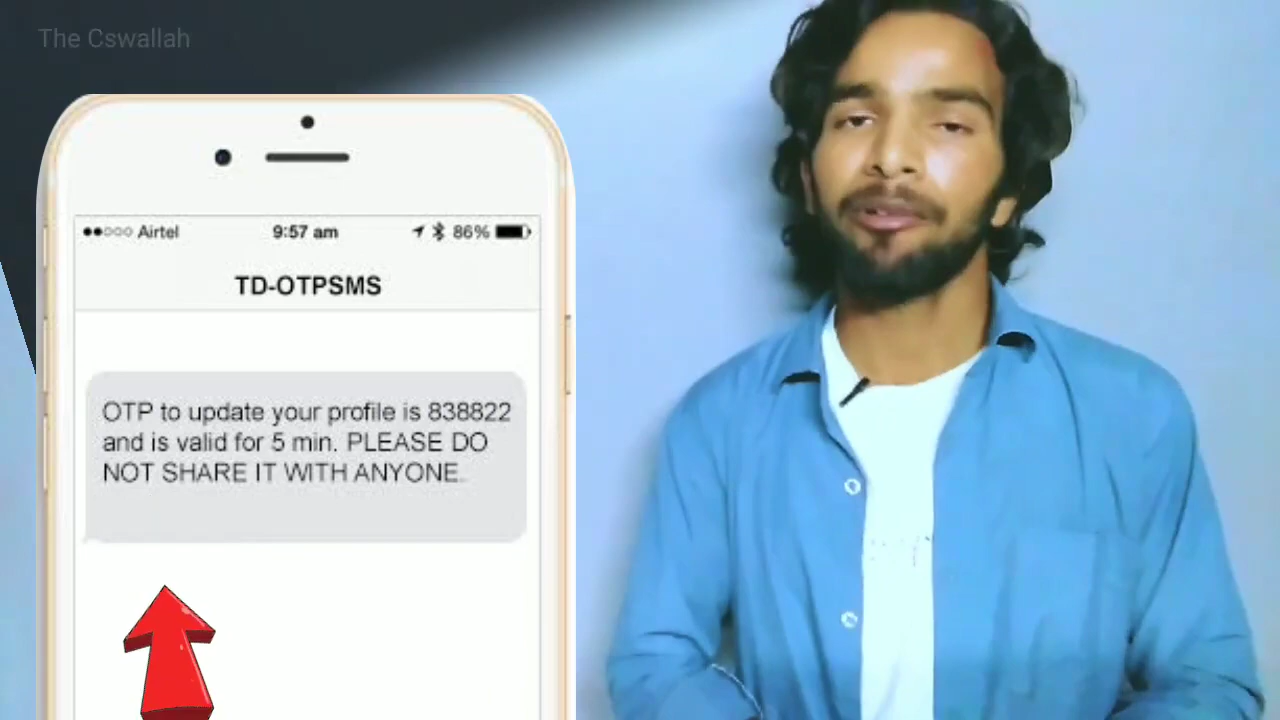 The Cswallah
Airtel
9:57 am
86%
TD-OTPSMS
OTP to update your profile is 838822
and is valid for 5 min. PLEASE DO
NOT SHARE IT WITH ANYONE.